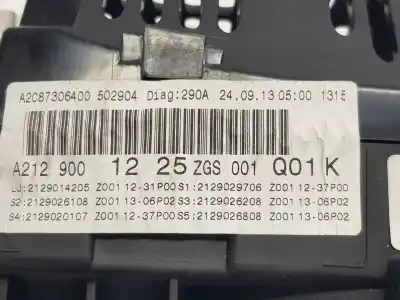 A2C87306400 502904 Diag:290A 24.09.13 05:00 1315
A212 900 12 25 ZGS 001 Q01 K
LU:2129014205 Z001 12-31P00 S1:2129029706 Z001 12-37P00
S2:2129026108 Z001 13-06P02 S3:2129026208 Z001 13-06P02
S4:2129020107 Z001 12-37P00 S5:2129026808 Z001 13-06P02